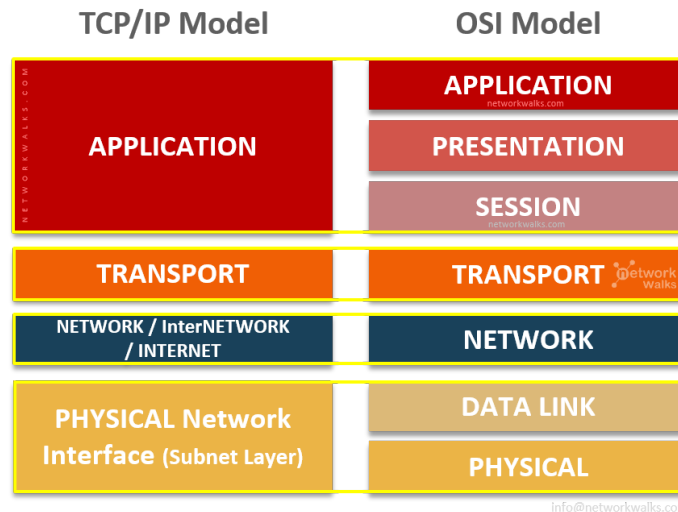 TCP/IP Model
OSI Model
NETWORKWALKS.COM
APPLICATION
APPLICATION
networkwalks.com
PRESENTATION
SESSION
networkwalks.com
TRANSPORT
TRANSPORT
network
Walks
NETWORK / InterNETWORK
/ INTERNET
NETWORK
PHYSICAL Network
Interface (Subnet Layer)
DATA LINK
PHYSICAL
info@networkwalks.co